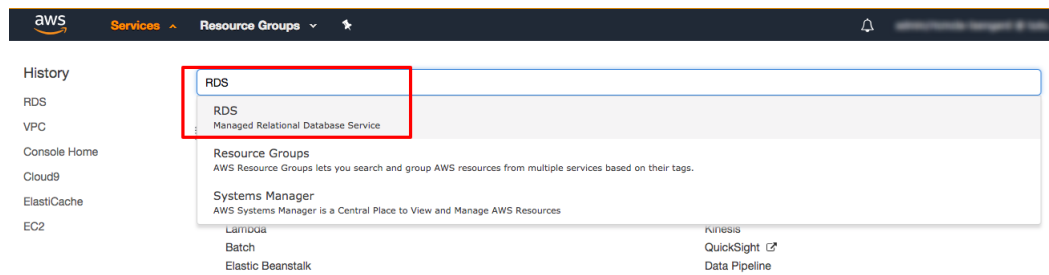 aws Services Resource Groups
History
RDS
VPC
Console Home
Cloud9
ElastiCache
EC2
RDS
RDS
Managed Relational Database Service
Resource Groups
AWS Resource Groups lets you search and group AWS resources from multiple services based on their tags.
Systems Manager
AWS Systems Manager is a Central Place to View and Manage AWS Resources
Lambda
Batch
Elastic Beanstalk
Kinesis
QuickSight
Data Pipeline